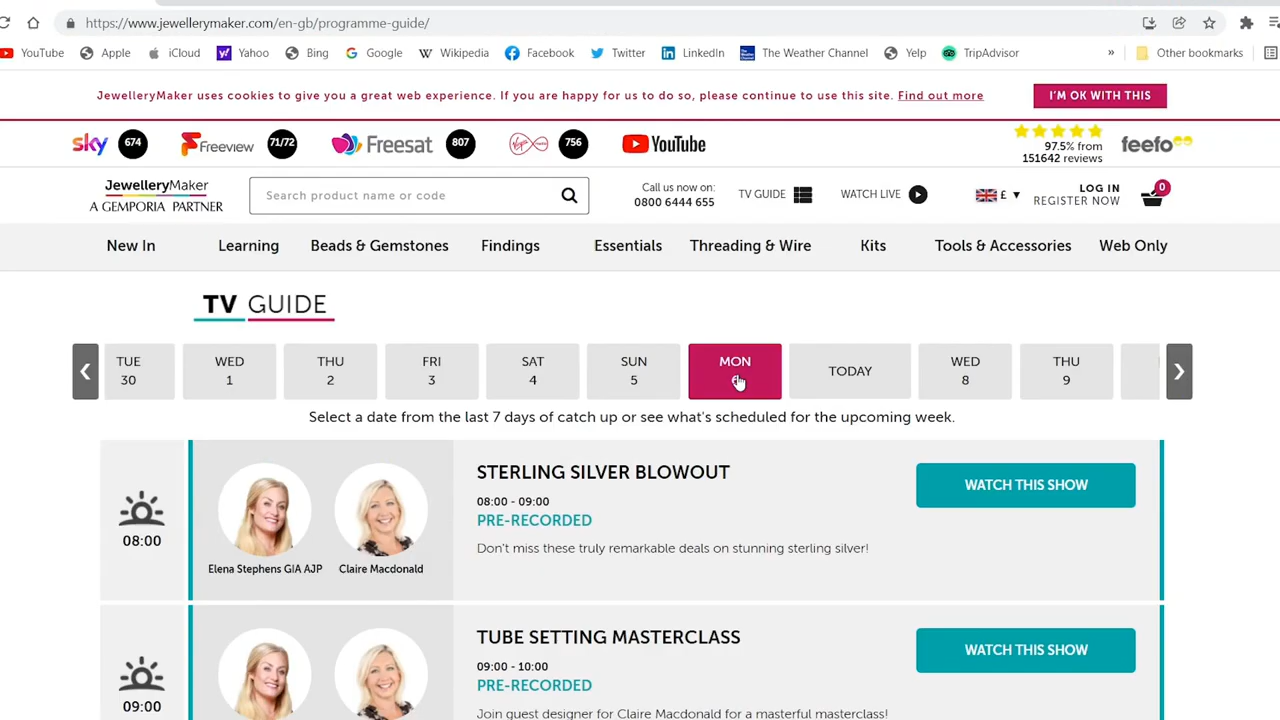 https://www.jewellerymaker.com/en-gb/programme-guide/
YouTube Apple iCloud Yahoo Bing Google Wikipedia Facebook Twitter LinkedIn The Weather Channel Yelp TripAdvisor » Other bookmarks
JewelleryMaker uses cookies to give you a great web experience. If you are happy for us to do so, please continue to use this site. Find out more
I'M OK WITH THIS
sky 674 Freeview 71/72 Freesat 807 756 YouTube
97.5% from
151642 reviews
feefo
JewelleryMaker
A GEMPORIA PARTNER
Search product name or code
Call us now on:
0800 6444 655
TV GUIDE
WATCH LIVE
£ ▼
LOG IN
REGISTER NOW
0
New In Learning Beads & Gemstones Findings Essentials Threading & Wire Kits Tools & Accessories Web Only
TV GUIDE
TUE
30
WED
1
THU
2
FRI
3
SAT
4
SUN
5
MON
TODAY
WED
8
THU
9
Select a date from the last 7 days of catch up or see what's scheduled for the upcoming week.
08:00
Elena Stephens GIA AJP
Claire Macdonald
STERLING SILVER BLOWOUT
08:00 - 09:00
PRE-RECORDED
Don't miss these truly remarkable deals on stunning sterling silver!
WATCH THIS SHOW
09:00
TUBE SETTING MASTERCLASS
09:00 - 10:00
PRE-RECORDED
Join guest designer for Claire Macdonald for a masterful masterclass!
WATCH THIS SHOW